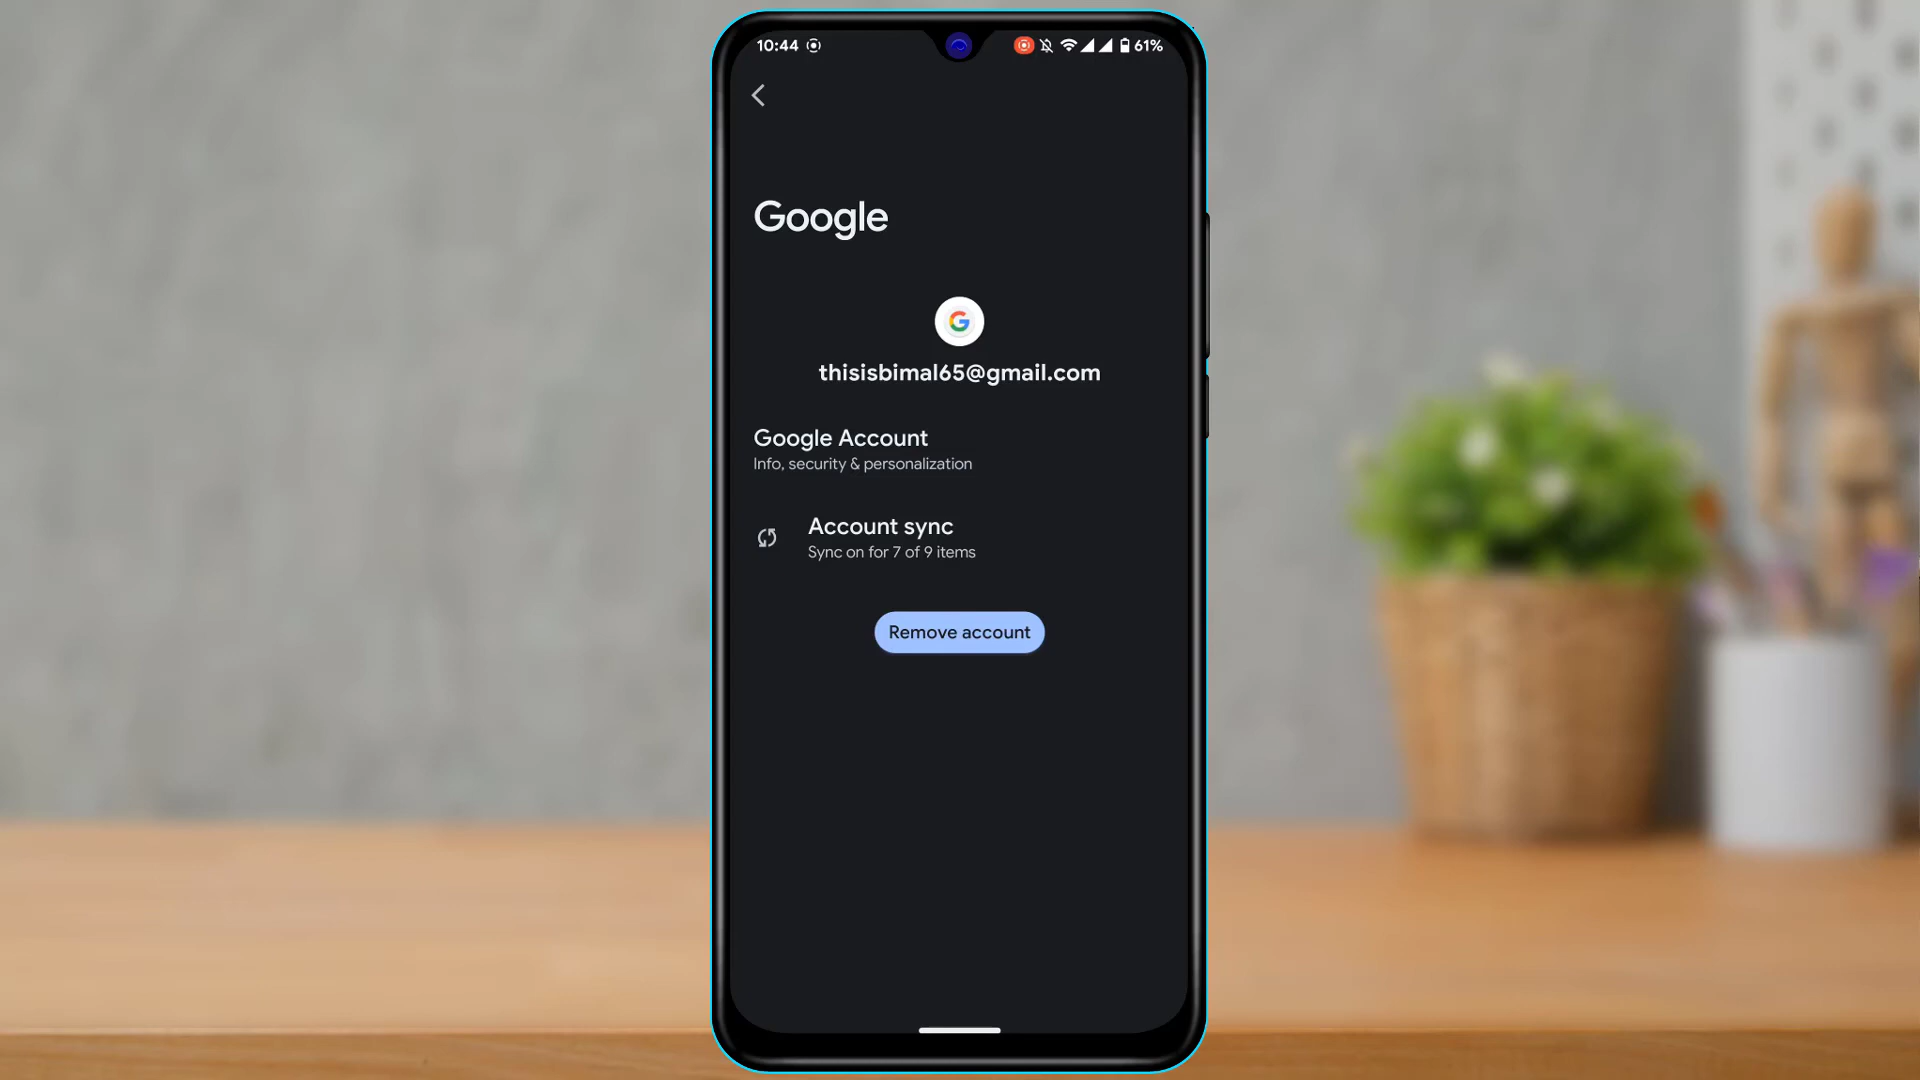 10:44 61%
Google
thisisbimal65@gmail.com
Google Account
Info, security & personalization
Account sync
Sync on for 7 of 9 items
Remove account